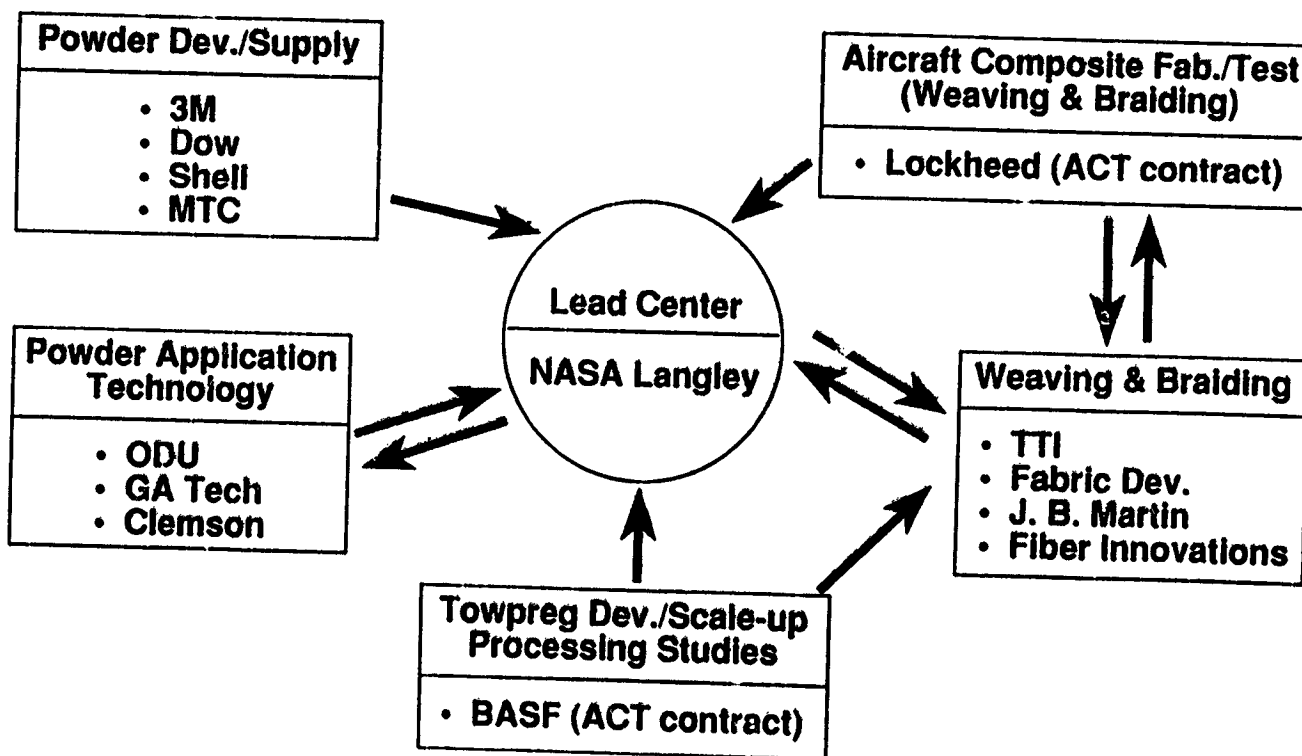 Powder Dev./Supply
• 3M
• Dow
• Shell
• MTC
Aircraft Composite Fab./Test
(Weaving & Braiding)
• Lockheed (ACT contract)
Lead Center
NASA Langley
Powder Application
Technology
• ODU
• GA Tech
• Clemson
Weaving & Braiding
• TTI
• Fabric Dev.
• J. B. Martin
• Fiber Innovations
Towpreg Dev./Scale-up
Processing Studies
• BASF (ACT contract)